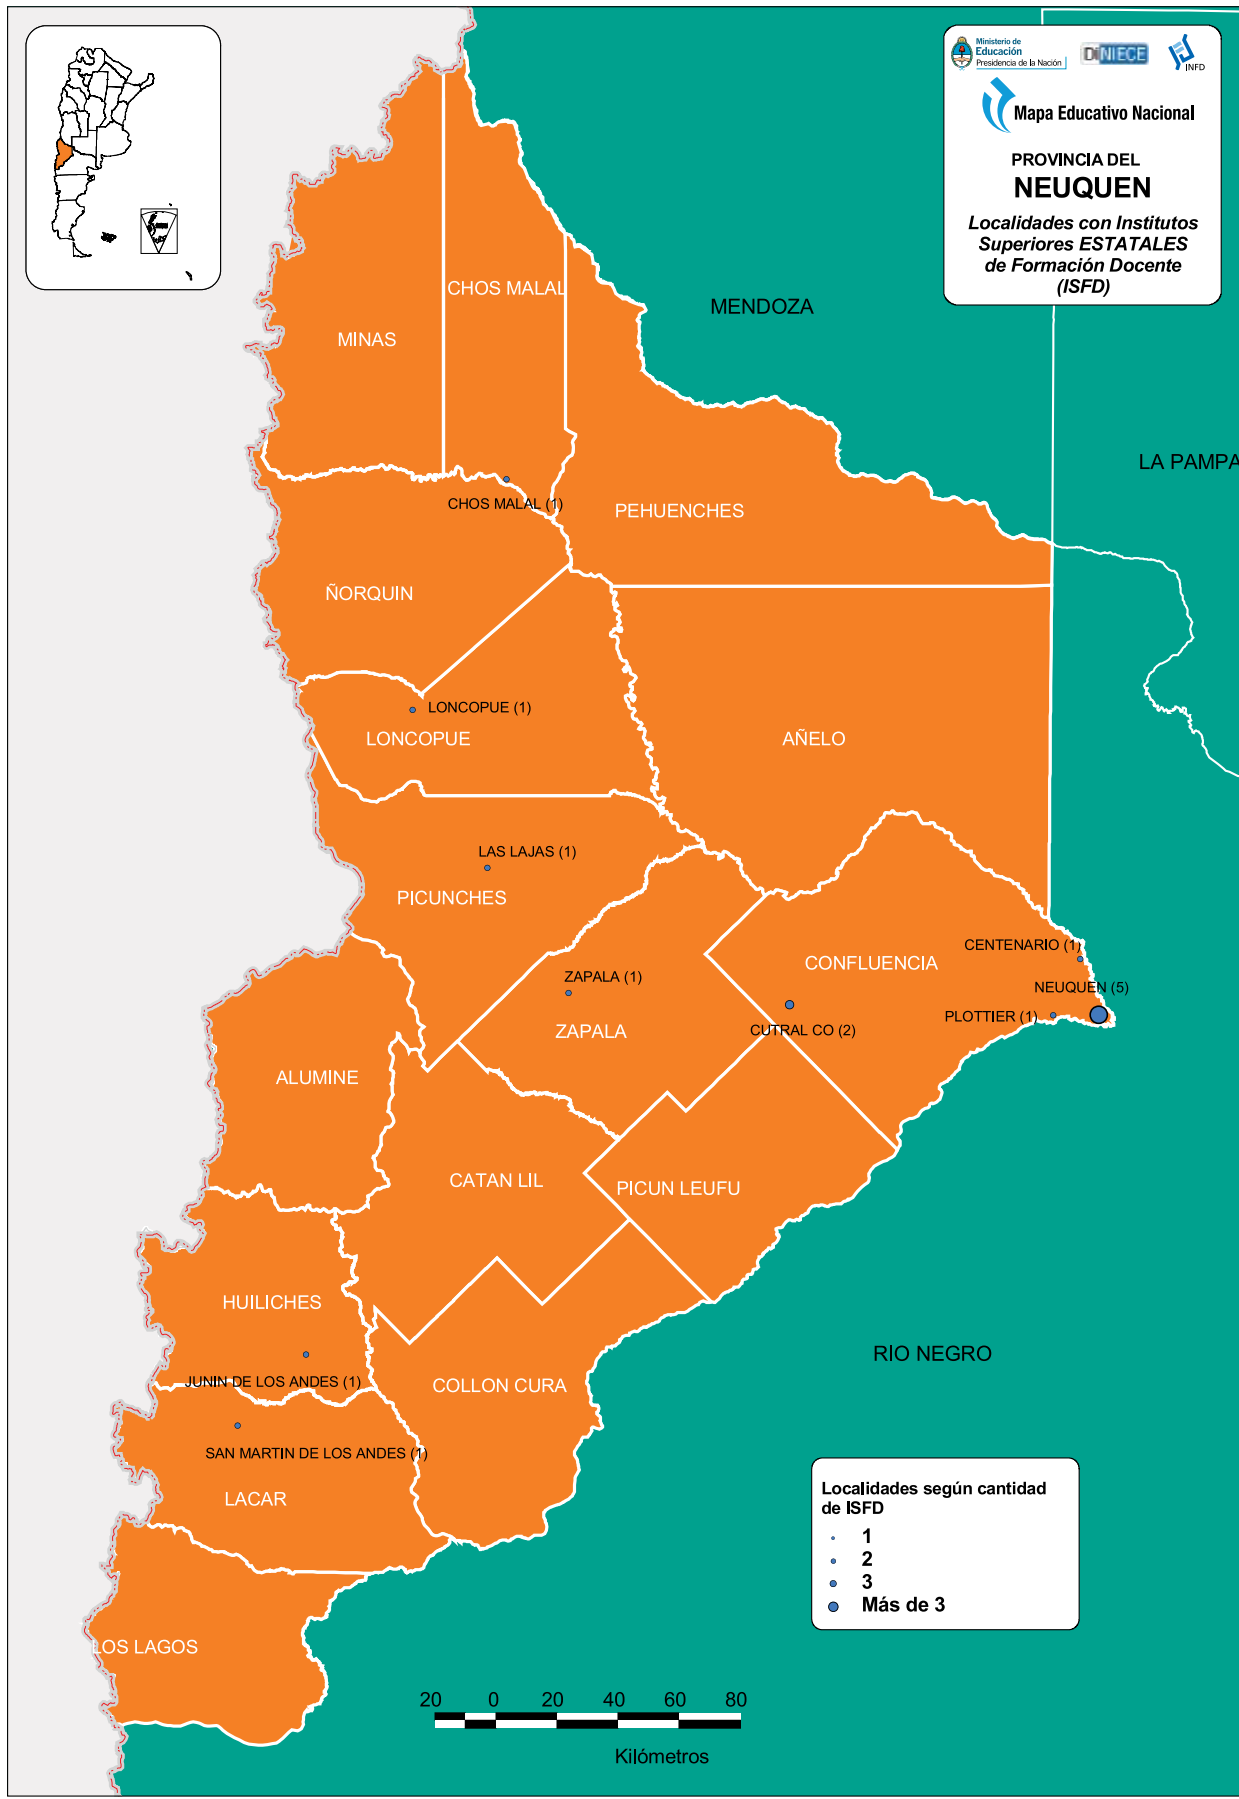 Ministerio de
Educación
Presidencia de la Nación
DiNIECE
INFD
Mapa Educativo Nacional
PROVINCIA DEL
NEUQUEN
Localidades con Institutos
Superiores ESTATALES
de Formación Docente
(ISFD)
CHOS MALAL
MENDOZA
MINAS
LA PAMPA
CHOS MALAL (1)
PEHUENCHES
ÑORQUIN
LONCOPUE (1)
LONCOPUE
AÑELO
LAS LAJAS (1)
PICUNCHES
CENTENARIO (1)
CONFLUENCIA
ZAPALA (1)
NEUQUEN (5)
PLOTTIER (1)
ZAPALA
CUTRAL CO (2)
ALUMINE
CATAN LIL
PICUN LEUFU
HUILICHES
RIO NEGRO
JUNIN DE LOS ANDES (1)
COLLON CURA
SAN MARTIN DE LOS ANDES (1)
LACAR
Localidades según cantidad
de ISFD
1
2
3
Más de 3
LOS LAGOS
20 0 20 40 60 80
Kilómetros